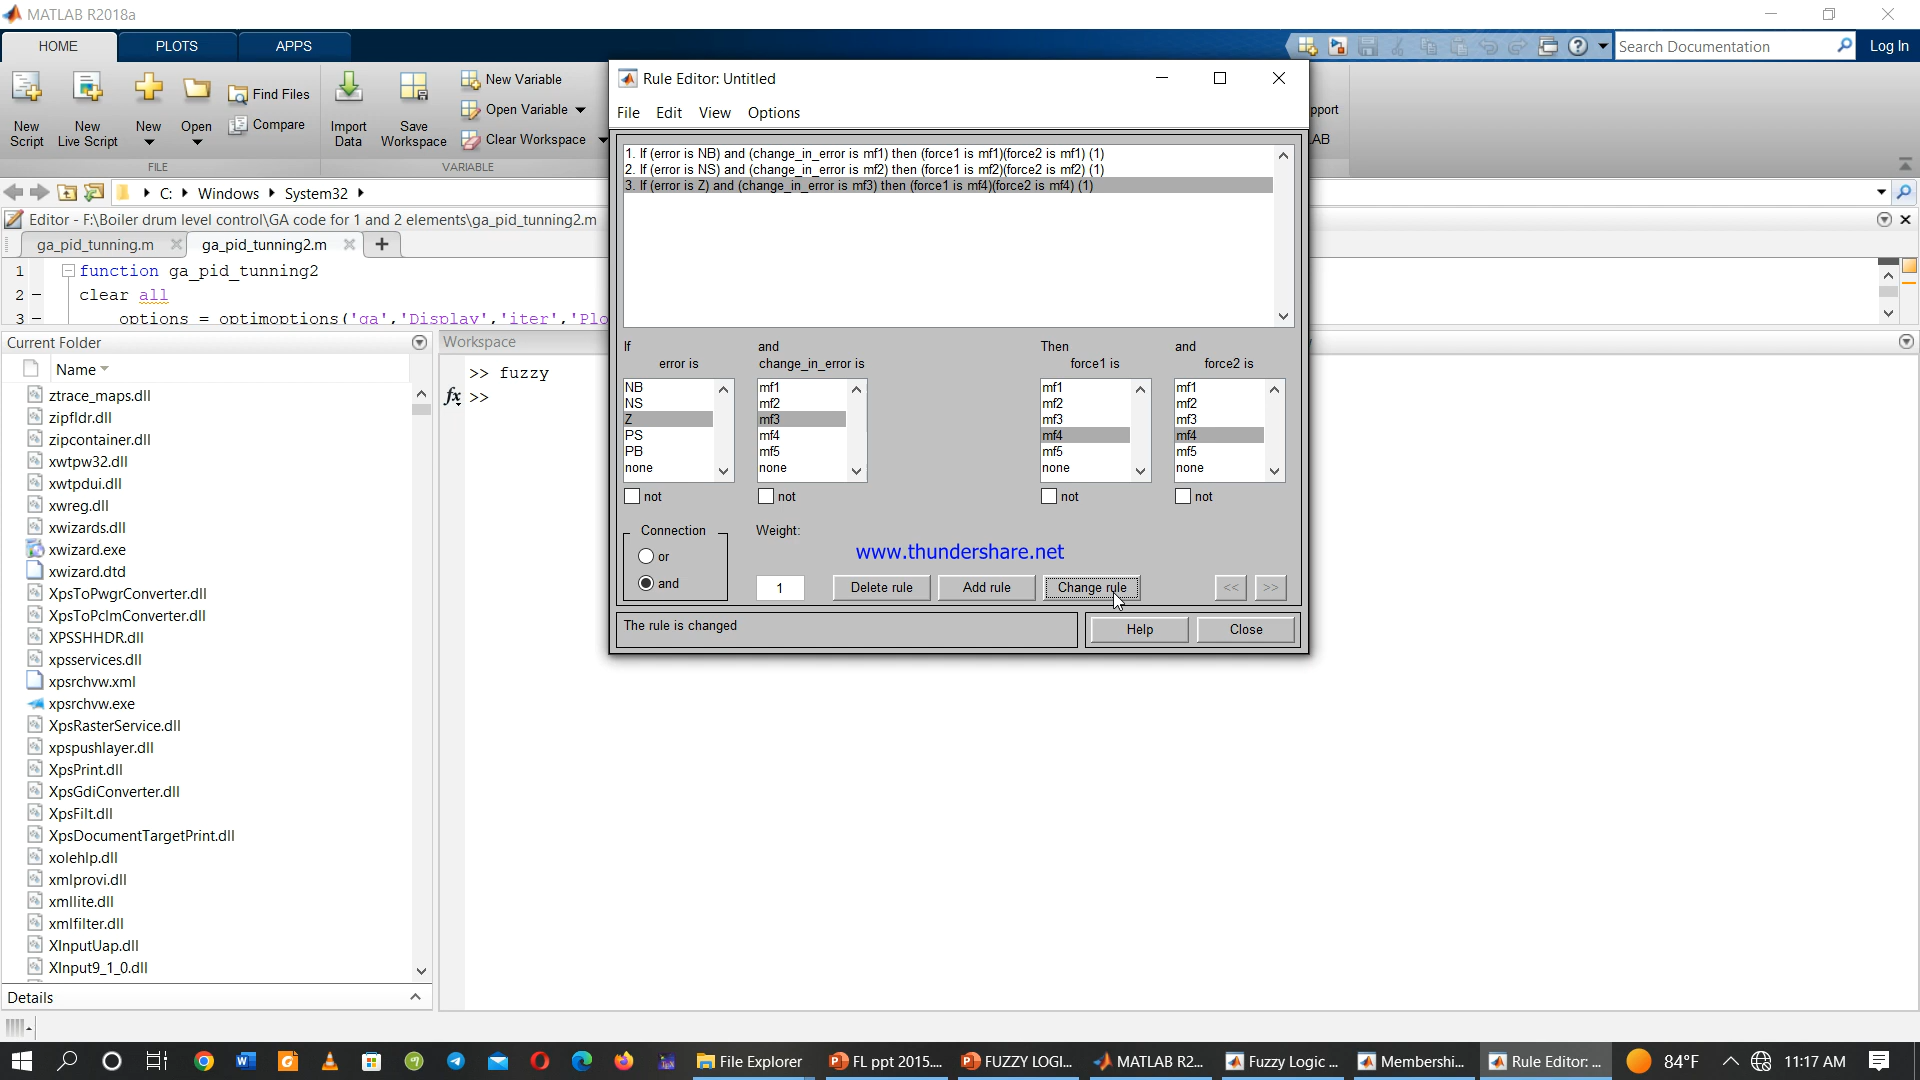 MATLAB R2018a
HOME PLOTS APPS
Search Documentation
Log In
New Script
New Live Script
New
Open
Find Files
Compare
FILE
Import Data
Save Workspace
New Variable
Open Variable
Clear Workspace
VARIABLE
C: Windows System32
Editor - F:\Boiler drum level control\GA code for 1 and 2 elements\ga_pid_tunning2.m
ga_pid_tunning.m ga_pid_tunning2.m
1 function ga_pid_tunning2
2 clear all
3 options = optimoptions('ga','Display','iter','Plo
Current Folder
Name
ztrace_maps.dll
zipfldr.dll
zipcontainer.dll
xwtpw32.dll
xwtpdui.dll
xwreg.dll
xwizards.dll
xwizard.exe
xwizard.dtd
XpsToPwgrConverter.dll
XpsToPclmConverter.dll
XPSSHHDR.dll
xpsservices.dll
xpsrchvw.xml
xpsrchvw.exe
XpsRasterService.dll
xpspushlayer.dll
XpsPrint.dll
XpsGdiConverter.dll
XpsFilt.dll
XpsDocumentTargetPrint.dll
xolehlp.dll
xmlprovi.dll
xmllite.dll
xmlfilter.dll
XInputUap.dll
XInput9_1_0.dll
Details
Workspace
>> fuzzy
fx >>
Rule Editor: Untitled
File Edit View Options
1. If (error is NB) and (change_in_error is mf1) then (force1 is mf1)(force2 is mf1) (1)
2. If (error is NS) and (change_in_error is mf2) then (force1 is mf2)(force2 is mf2) (1)
3. If (error is Z) and (change_in_error is mf3) then (force1 is mf4)(force2 is mf4) (1)
If and Then and
error is change_in_error is force1 is force2 is
NB mf1 mf1 mf1
NS mf2 mf2 mf2
Z mf3 mf3 mf3
PS mf4 mf4 mf4
PB mf5 mf5 mf5
none none none none
not not not not
Connection
or
and
Weight:
www.thundershare.net
1 Delete rule Add rule Change rule << >>
The rule is changed
Help Close
pport
AB
File Explorer FL ppt 2015.... FUZZY LOGI... MATLAB R2... Fuzzy Logic ... Membershi... Rule Editor: ... 84°F 11:17 AM